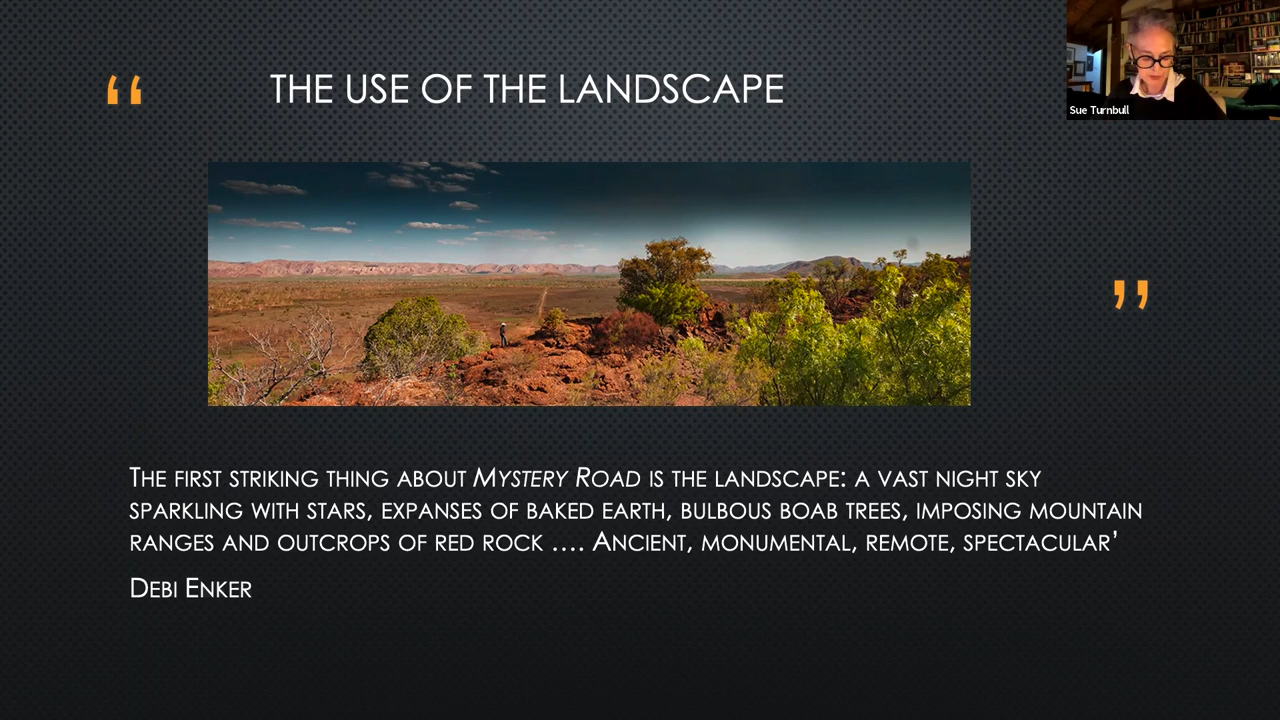 “ THE USE OF THE LANDSCAPE
Sue Turnbull
”
THE FIRST STRIKING THING ABOUT MYSTERY ROAD IS THE LANDSCAPE: A VAST NIGHT SKY
SPARKLING WITH STARS, EXPANSES OF BAKED EARTH, BULBOUS BOAB TREES, IMPOSING MOUNTAIN
RANGES AND OUTCROPS OF RED ROCK .... ANCIENT, MONUMENTAL, REMOTE, SPECTACULAR’
DEBI ENKER